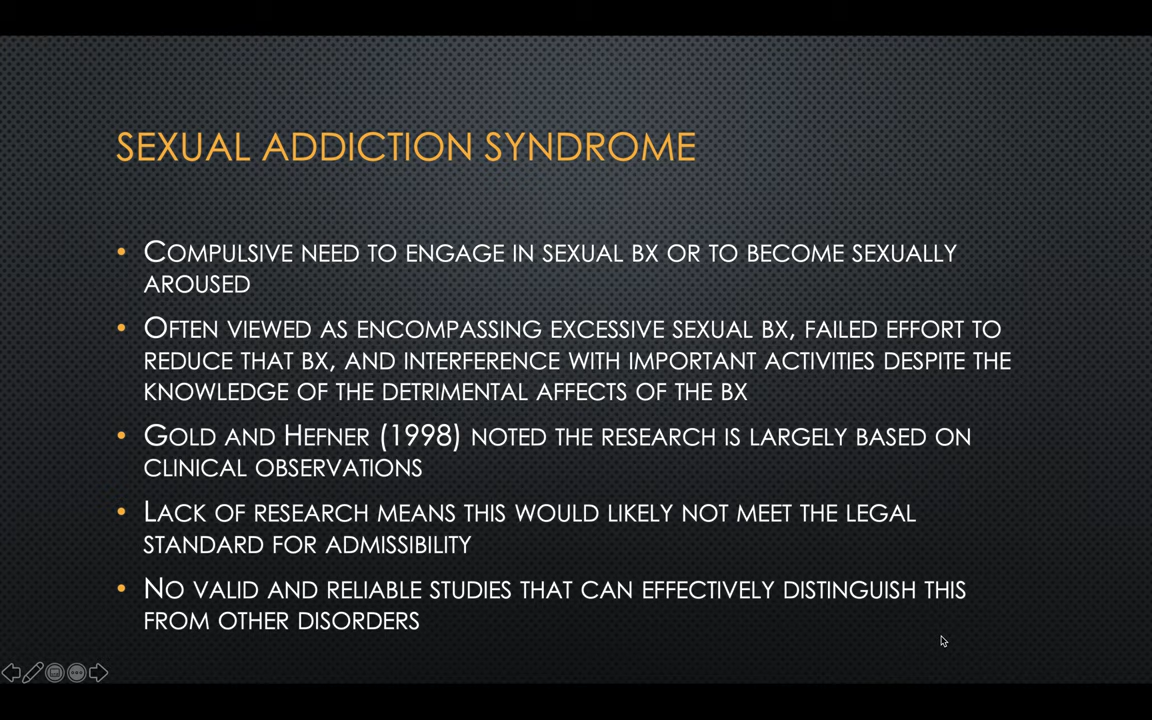 SEXUAL ADDICTION SYNDROME
• COMPULSIVE NEED TO ENGAGE IN SEXUAL BX OR TO BECOME SEXUALLY
AROUSED
• OFTEN VIEWED AS ENCOMPASSING EXCESSIVE SEXUAL BX, FAILED EFFORT TO
REDUCE THAT BX, AND INTERFERENCE WITH IMPORTANT ACTIVITIES DESPITE THE
KNOWLEDGE OF THE DETRIMENTAL AFFECTS OF THE BX
• GOLD AND HEFNER (1998) NOTED THE RESEARCH IS LARGELY BASED ON
CLINICAL OBSERVATIONS
• LACK OF RESEARCH MEANS THIS WOULD LIKELY NOT MEET THE LEGAL
STANDARD FOR ADMISSIBILITY
• NO VALID AND RELIABLE STUDIES THAT CAN EFFECTIVELY DISTINGUISH THIS
FROM OTHER DISORDERS